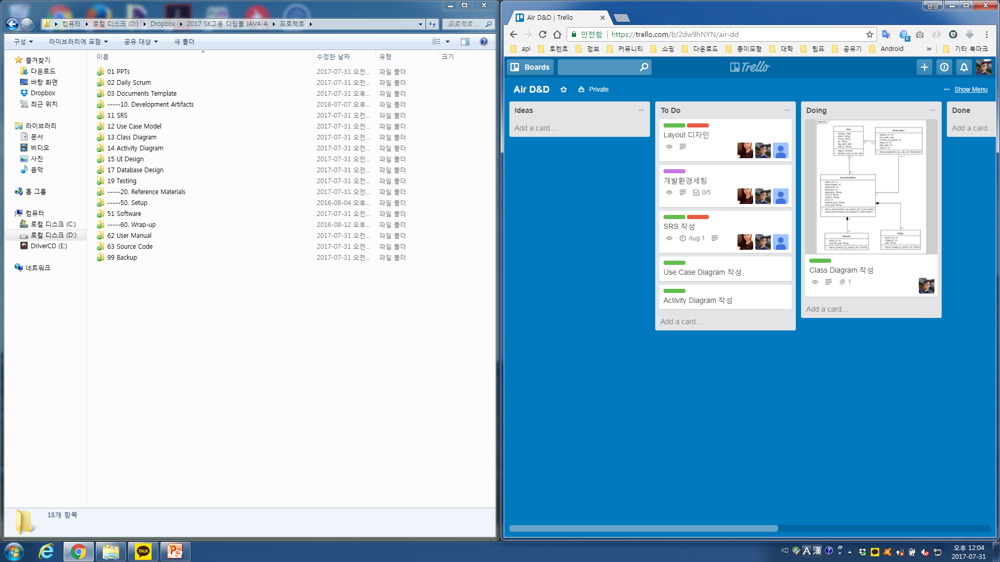 컴퓨터 ▸ 로컬 디스크 (D:) ▸ Dropbox ▸ 2017 SK고용 디딤돌 JAVA-A ▸ 프로젝트 ▸
프로젝트 ...
구성 라이브러리에 포함 공유 대상 새 폴더
즐겨찾기
다운로드
바탕 화면
Dropbox
최근 위치
라이브러리
문서
비디오
사진
음악
홈 그룹
컴퓨터
로컬 디스크 (C:)
로컬 디스크 (D:)
DriverCD (E:)
네트워크
이름 수정한 날짜 유형 크기
01 PPTs 2017-07-31 오전... 파일 폴더
02 Daily Scrum 2017-07-31 오전... 파일 폴더
03 Documents Template 2017-07-31 오후... 파일 폴더
-----10. Development Artifacts 2016-07-07 오후... 파일 폴더
11 SRS 2017-07-31 오전... 파일 폴더
12 Use Case Model 2017-07-31 오전... 파일 폴더
13 Class Diagram 2017-07-31 오전... 파일 폴더
14 Activity Diagram 2017-07-31 오전... 파일 폴더
15 UI Design 2017-07-31 오전... 파일 폴더
17 Database Design 2017-07-31 오전... 파일 폴더
19 Testing 2017-07-31 오전... 파일 폴더
-----20. Reference Materials 2017-07-31 오전... 파일 폴더
-----50. Setup 2016-08-04 오후... 파일 폴더
51 Software 2017-07-31 오전... 파일 폴더
-----60. Wrap-up 2016-08-12 오후... 파일 폴더
62 User Manual 2017-07-31 오전... 파일 폴더
63 Source Code 2017-07-31 오전... 파일 폴더
99 Backup 2017-07-31 오전... 파일 폴더
18개 항목
한상
Air D&D | Trello
안전함 https://trello.com/b/2dw9hNYN/air-dd
api 토렌트 정보 커뮤니티 쇼핑 다운로드 종이모형 대학 팀프 공유기 Android » 기타 북마크
Boards
Trello
Air D&D Private
... Show Menu
Ideas
Add a card...
To Do
Layout 디자인
개발환경세팅
0/5
SRS 작성
Aug 1
Use Case Diagram 작성
Activity Diagram 작성
Add a card...
Doing
User
Reservation
Accommodation
Amenity
Image
Class Diagram 작성
1
Add a card...
Done
Add a card...
TALK
KO A 漢
오후 12:04
2017-07-31